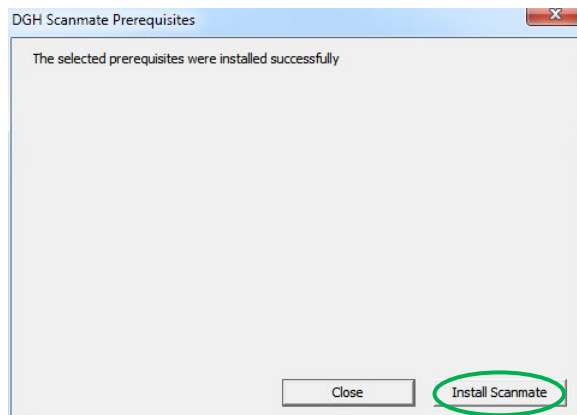 DGH Scanmate Prerequisites
The selected prerequisites were installed successfully
Close
Install Scanmate